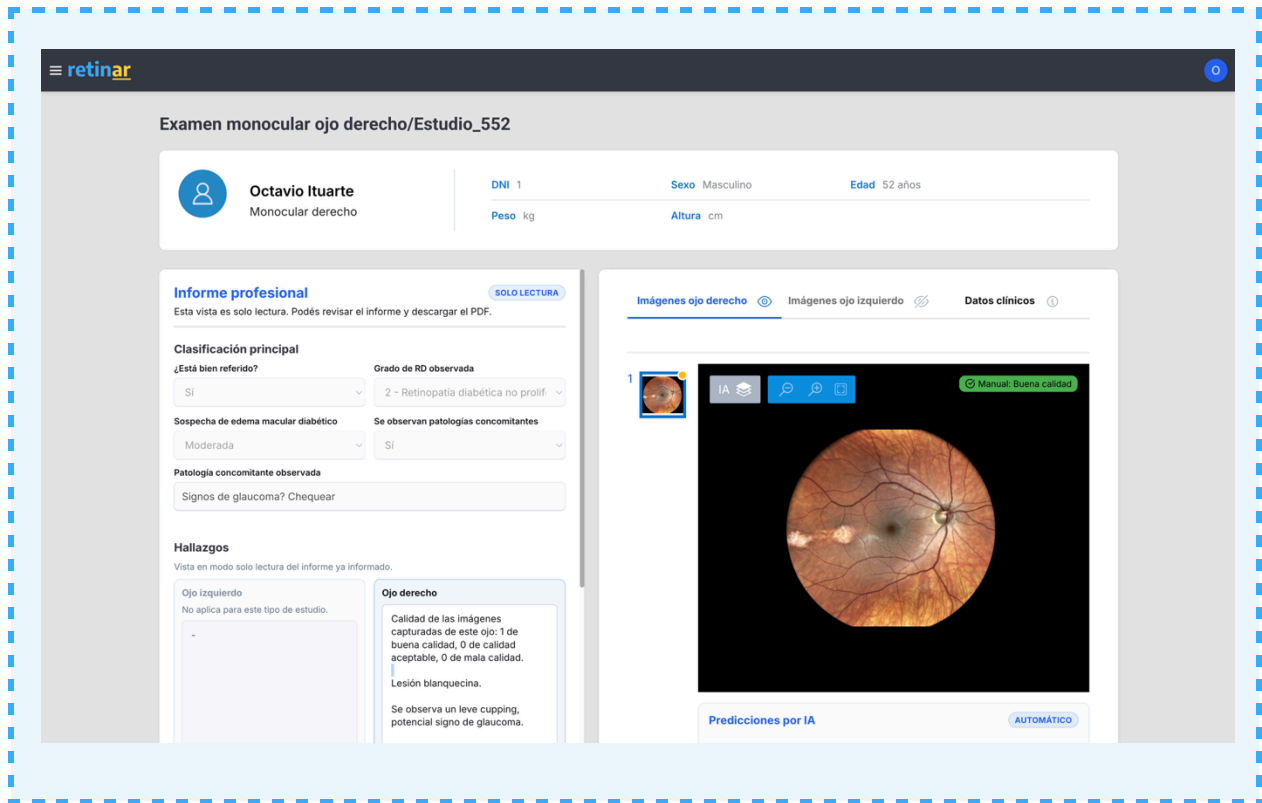 retinar
O
Examen monocular ojo derecho/Estudio_552
Octavio Ituarte
Monocular derecho
DNI 1
Sexo Masculino
Edad 52 años
Peso kg
Altura cm
Informe profesional
SOLO LECTURA
Esta vista es solo lectura. Podés revisar el informe y descargar el PDF.
Clasificación principal
¿Está bien referido?
Grado de RD observada
Sí
2 - Retinopatía diabética no prolif
Sospecha de edema macular diabético
Se observan patologías concomitantes
Moderada
Sí
Patología concomitante observada
Signos de glaucoma? Chequear
Hallazgos
Vista en modo solo lectura del informe ya informado.
Ojo izquierdo
No aplica para este tipo de estudio.
-
Ojo derecho
Calidad de las imágenes
capturadas de este ojo: 1 de
buena calidad, 0 de calidad
aceptable, 0 de mala calidad.
Lesión blanquecina.
Se observa un leve cupping,
potencial signo de glaucoma.
Imágenes ojo derecho
Imágenes ojo izquierdo
Datos clínicos
1
IA
Manual: Buena calidad
Predicciones por IA
AUTOMÁTICO